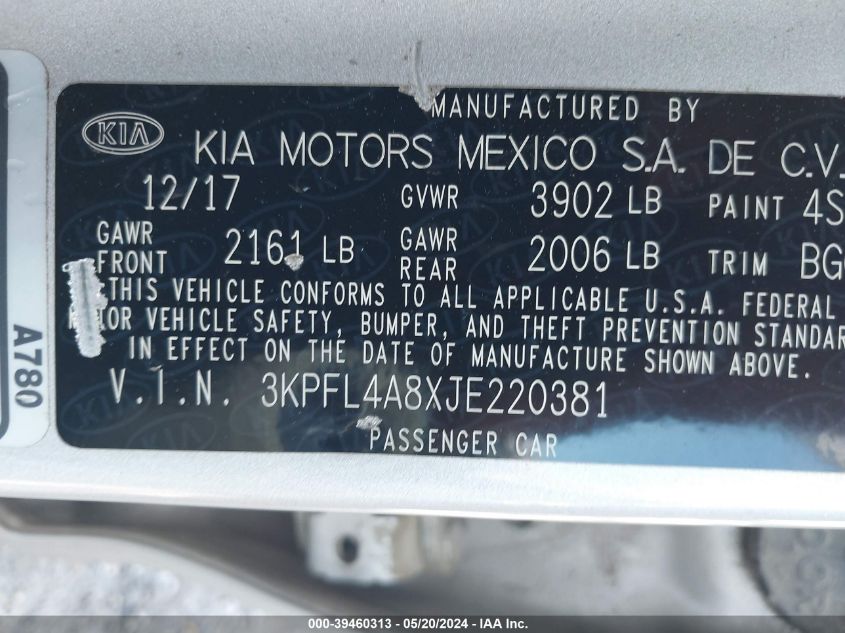 MANUFACTURED BY
KIA
KIA MOTORS MEXICO S.A. DE C.V.
12/17 GVWR 3902 LB PAINT 4S
GAWR FRONT 2161 LB GAWR REAR 2006 LB TRIM BG
THIS VEHICLE CONFORMS TO ALL APPLICABLE U.S.A. FEDERAL
VEHICLE SAFETY, BUMPER, AND THEFT PREVENTION
IN EFFECT ON THE DATE OF MANUFACTURE SHOWN ABOVE.
V.I.N. 3KPFL4A8XJE220381
PASSENGER CAR
A780
000-39460313 - 05/20/2024 - IAA Inc.